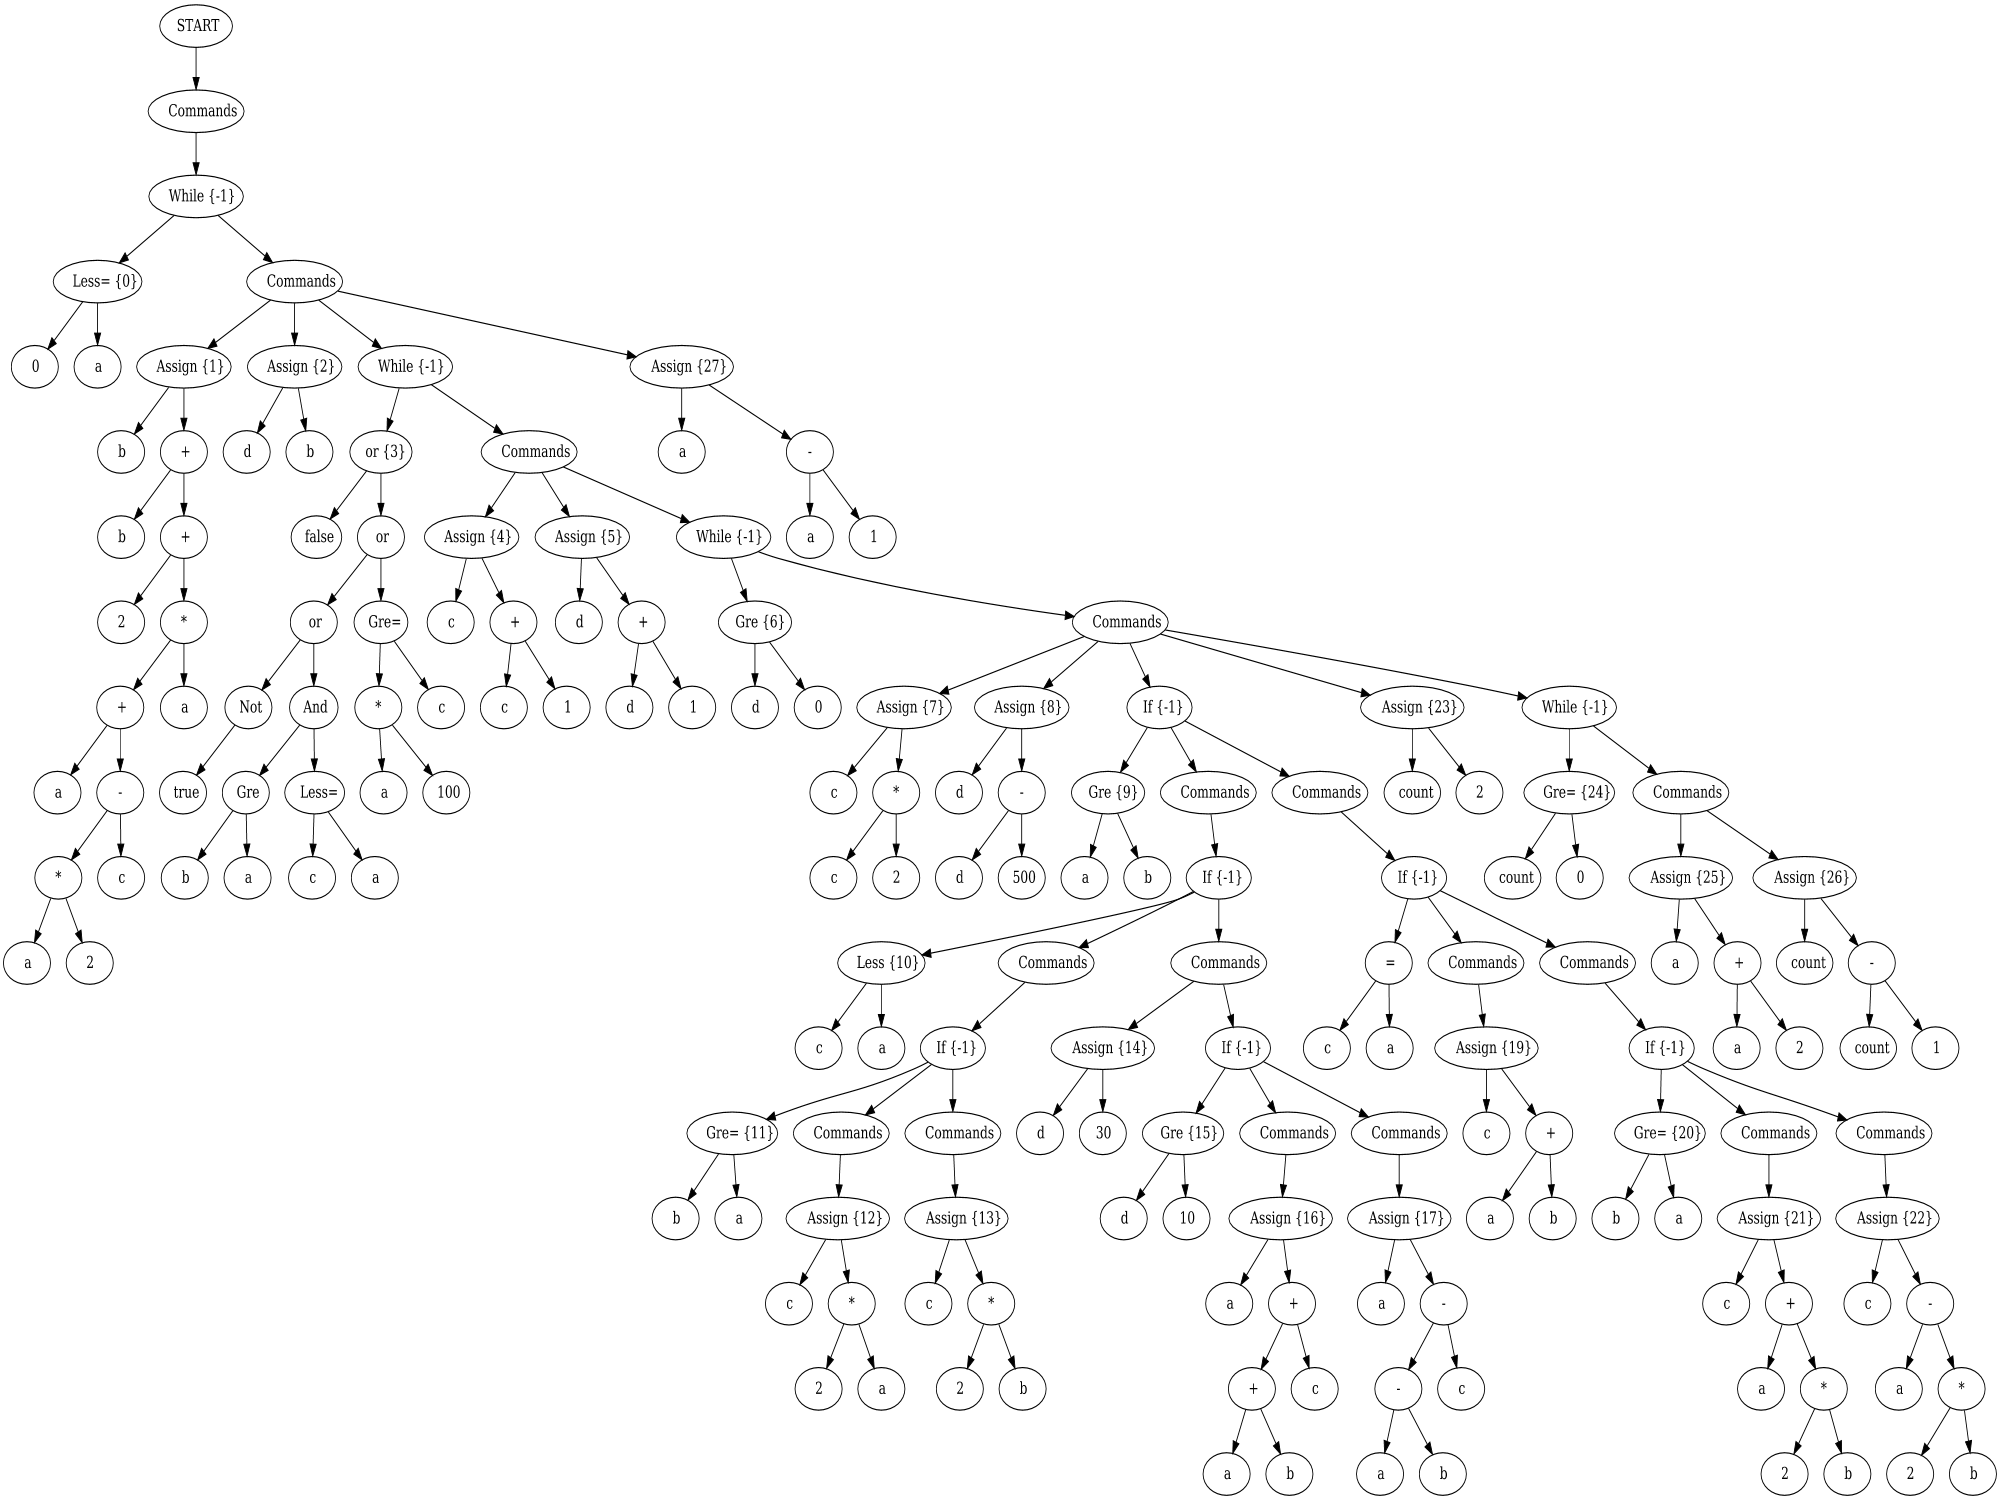 START
Commands
While {-1}
Less= {0} Commands
0 a Assign {1} Assign {2} While {-1} Assign {27}
b + d b or {3} Commands a -
b + false or Assign {4} Assign {5} While {-1} a 1
2 * or Gre= c + d + Gre {6} Commands
+ a Not And * c c 1 d 1 d 0 Assign {7} Assign {8} If {-1} Assign {23} While {-1}
a - true Gre Less= a 100 c * d - Gre {9} Commands Commands count 2 Gre= {24} Commands
* c b a c a c 2 d 500 a b If {-1} If {-1} count 0 Assign {25} Assign {26}
a 2 Less {10} Commands Commands = Commands Commands a + count -
c a If {-1} Assign {14} If {-1} c a Assign {19} If {-1} a 2 count 1
Gre= {11} Commands Commands d 30 Gre {15} Commands Commands c + Gre= {20} Commands Commands
b a Assign {12} Assign {13} d 10 Assign {16} Assign {17} a b b a Assign {21} Assign {22}
c * c * a + a - c + c -
2 a 2 b + c - c a * a *
a b a b 2 b 2 b